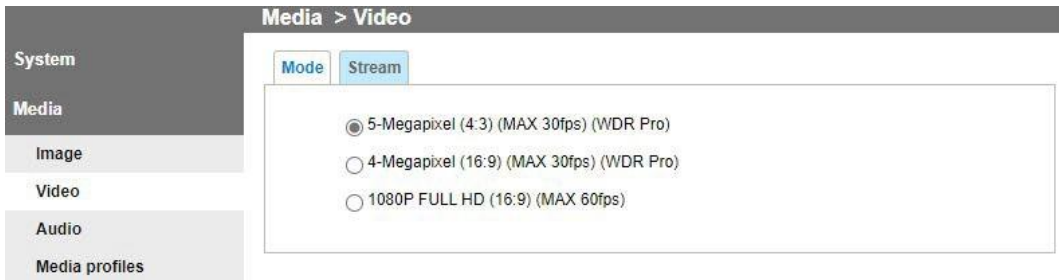 Media > Video
System
Media
Image
Video
Audio
Media profiles
Mode Stream
5-Megapixel (4:3) (MAX 30fps) (WDR Pro)
4-Megapixel (16:9) (MAX 30fps) (WDR Pro)
1080P FULL HD (16:9) (MAX 60fps)